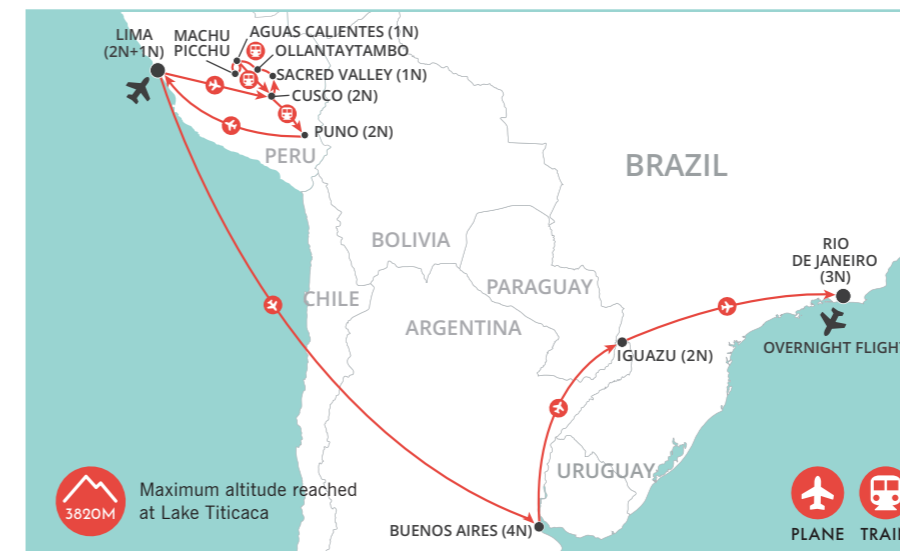 LIMA
(2N+1N)
MACHU
PICCHU
AGUAS CALIENTES (1N)
OLLANTAYTAMBO
SACRED VALLEY (1N)
CUSCO (2N)
PUNO (2N)
PERU
BRAZIL
BOLIVIA
RIO
DE JANEIRO
(3N)
PARAGUAY
CHILE
ARGENTINA
OVERNIGHT FLIGHT
IGUAZU (2N)
URUGUAY
3820M
Maximum altitude reached
at Lake Titicaca
BUENOS AIRES (4N)
PLANE
TRAI